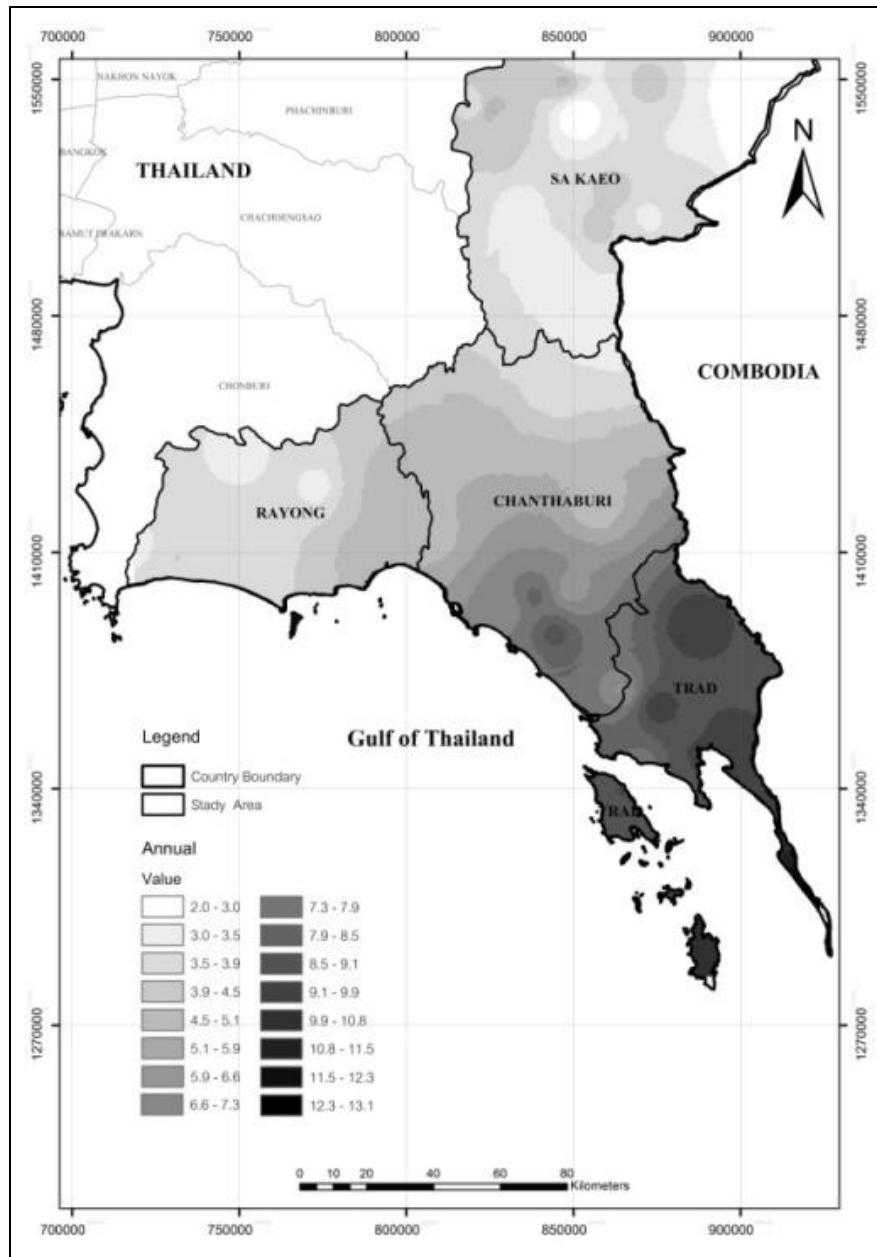 700000 750000 800000 850000 900000
1550000 1550000
NAKHON NAYOK
PHACHINBURI
BANGKOK
THAILAND
SA KAEO
N
CHACHOENGSAO
SAMUT PRAKARN
1480000 1480000
COMBODIA
CHONBURI
CHANTHABURI
RAYONG
1410000 1410000
TRAD
Gulf of Thailand
Legend
Country Boundary
Stady Area
1340000 1340000
TRAD
Annual
Value
2.0 - 3.0 7.3 - 7.9
3.0 - 3.5 7.9 - 8.5
3.5 - 3.9 8.5 - 9.1
3.9 - 4.5 9.1 - 9.9
4.5 - 5.1 9.9 - 10.8
5.1 - 5.9 10.8 - 11.5
5.9 - 6.6 11.5 - 12.3
6.6 - 7.3 12.3 - 13.1
1270000 1270000
0 10 20 40 60 80
Kilometers
700000 750000 800000 850000 900000